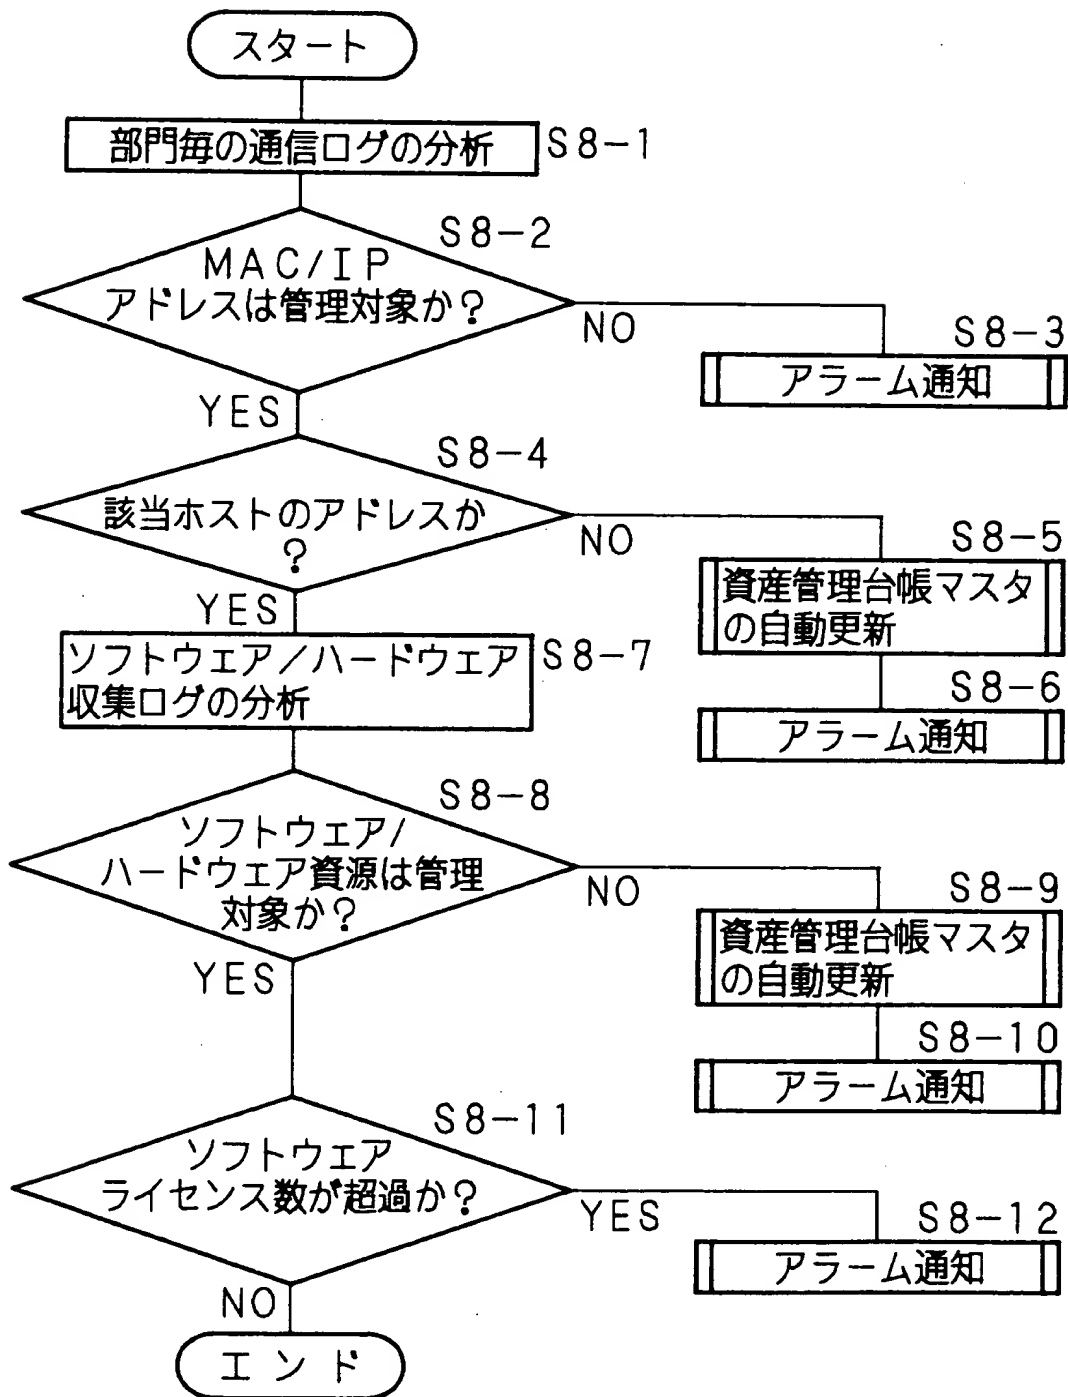 スタート
部門毎の通信ログの分析
S8-1
S8-2
MAC/IP
アドレスは管理対象か?
NO
YES
S8-3
アラーム通知
S8-4
該当ホストのアドレスか
?
NO
YES
S8-5
資産管理台帳マスタ
の自動更新
S8-6
アラーム通知
ソフトウェア/ハードウェア
収集ログの分析
S8-7
S8-8
ソフトウェア/
ハードウェア資源は管理
対象か?
NO
YES
S8-9
資産管理台帳マスタ
の自動更新
S8-10
アラーム通知
S8-11
ソフトウェア
ライセンス数が超過か?
YES
NO
S8-12
アラーム通知
エンド